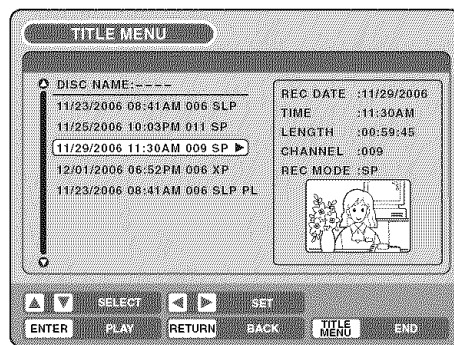 TITLE MENU
DISC NAME:----
11/23/2006 08:41AM 006 SLP
11/25/2006 10:03PM 011 SP
11/29/2006 11:30AM 009 SP ▶
12/01/2006 06:52PM 006 XP
11/23/2006 08:41AM 006 SLP PL
REC DATE :11/29/2006
TIME :11:30AM
LENGTH :00:59:45
CHANNEL :009
REC MODE :SP
SELECT SET
ENTER PLAY RETURN BACK TITLE MENU END